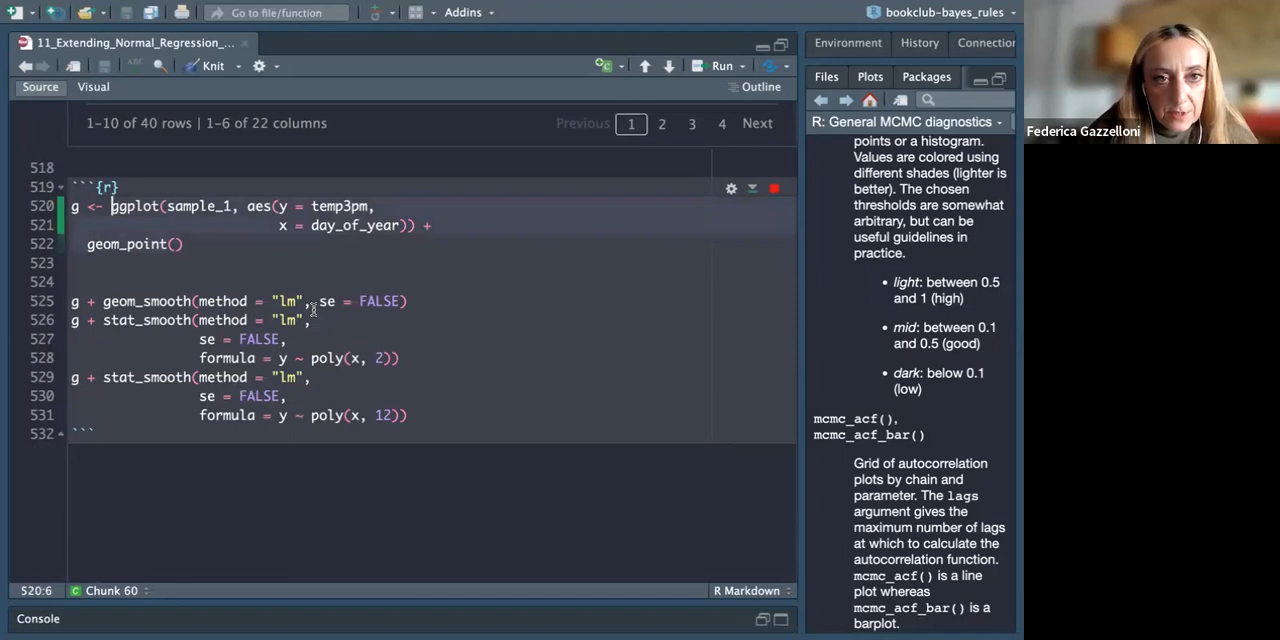 Go to file/function
Addins
bookclub-bayes_rules
11_Extending_Normal_Regression_...
Knit
Run
Source
Visual
Outline
1-10 of 40 rows | 1-6 of 22 columns
Previous
1
2
3
4
Next
518
519 ```{r}
520 g <- ggplot(sample_1, aes(y = temp3pm,
521 x = day_of_year)) +
522 geom_point()
523
524
525 g + geom_smooth(method = "lm", se = FALSE)
526 g + stat_smooth(method = "lm",
527 se = FALSE,
528 formula = y ~ poly(x, 2))
529 g + stat_smooth(method = "lm",
530 se = FALSE,
531 formula = y ~ poly(x, 12))
532 ```
520:6
Chunk 60
R Markdown
Console
Environment
History
Connection
Files
Plots
Packages
R: General MCMC diagnostics
points or a histogram.
Values are colored using
different shades (lighter is
better). The chosen
thresholds are somewhat
arbitrary, but can be
useful guidelines in
practice.
• light: between 0.5
and 1 (high)
• mid: between 0.1
and 0.5 (good)
• dark: below 0.1
(low)
mcmc_acf(),
mcmc_acf_bar()
Grid of autocorrelation
plots by chain and
parameter. The lags
argument gives the
maximum number of lags
at which to calculate the
autocorrelation function.
mcmc_acf() is a line
plot whereas
mcmc_acf_bar() is a
barplot.
Federica Gazzelloni